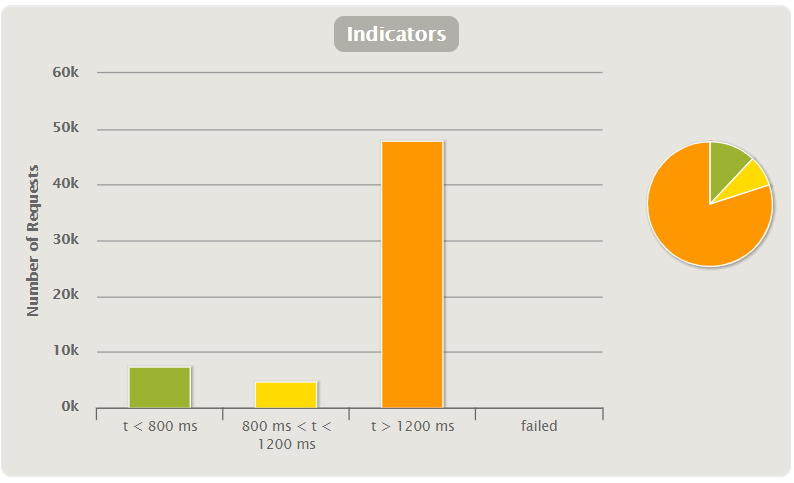 Indicators
60k
50k
40k
30k
20k
10k
0k
Number of Requests
t < 800 ms
800 ms < t <
1200 ms
t > 1200 ms
failed